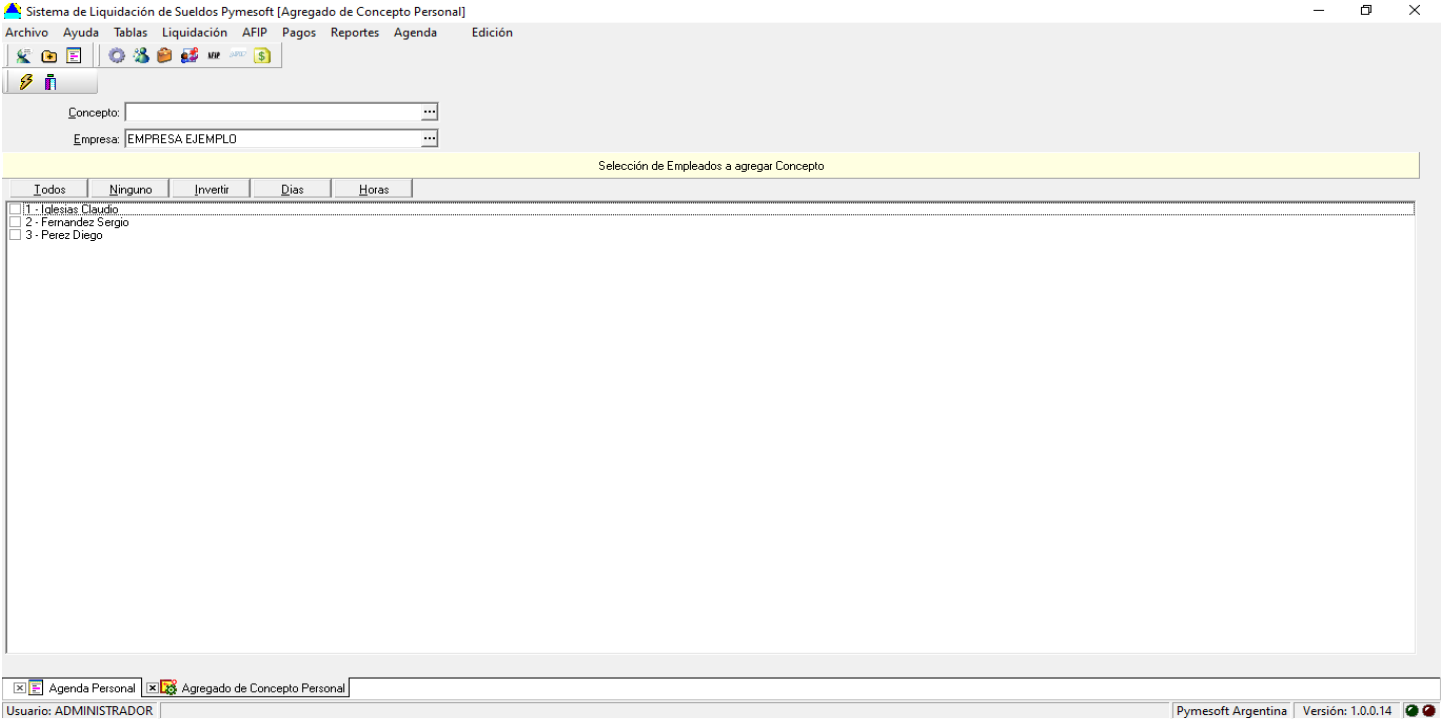 Sistema de Liquidación de Sueldos Pymesoft [Agregado de Concepto Personal]
Archivo Ayuda Tablas Liquidación AFIP Pagos Reportes Agenda Edición
AFIP $
Concepto: ...
Empresa: EMPRESA EJEMPLO ...
Selección de Empleados a agregar Concepto
Todos Ninguno Invertir Dias Horas
1 - Iglesias Claudio
2 - Fernandez Sergio
3 - Perez Diego
Agenda Personal Agregado de Concepto Personal
Usuario: ADMINISTRADOR Pymesoft Argentina Versión: 1.0.0.14